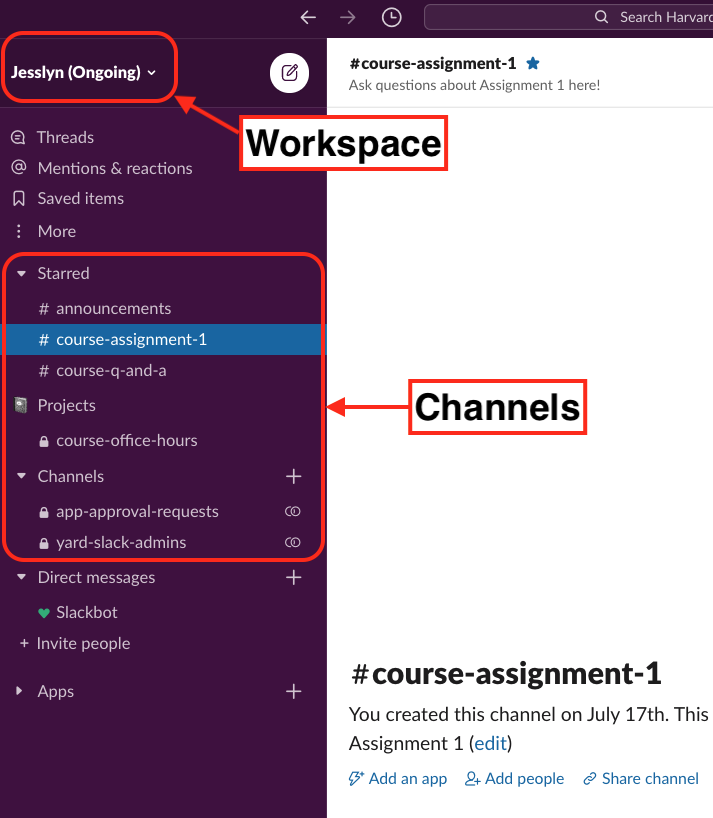 Search Harvard
Jesslyn (Ongoing)
#course-assignment-1
Ask questions about Assignment 1 here!
Workspace
Threads
@ Mentions & reactions
Saved items
More
Starred
# announcements
# course-assignment-1
# course-q-and-a
Projects
course-office-hours
Channels
Channels +
app-approval-requests
yard-slack-admins
Direct messages +
Slackbot
+ Invite people
Apps +
#course-assignment-1
You created this channel on July 17th. This
Assignment 1 (edit)
Add an app Add people Share channel